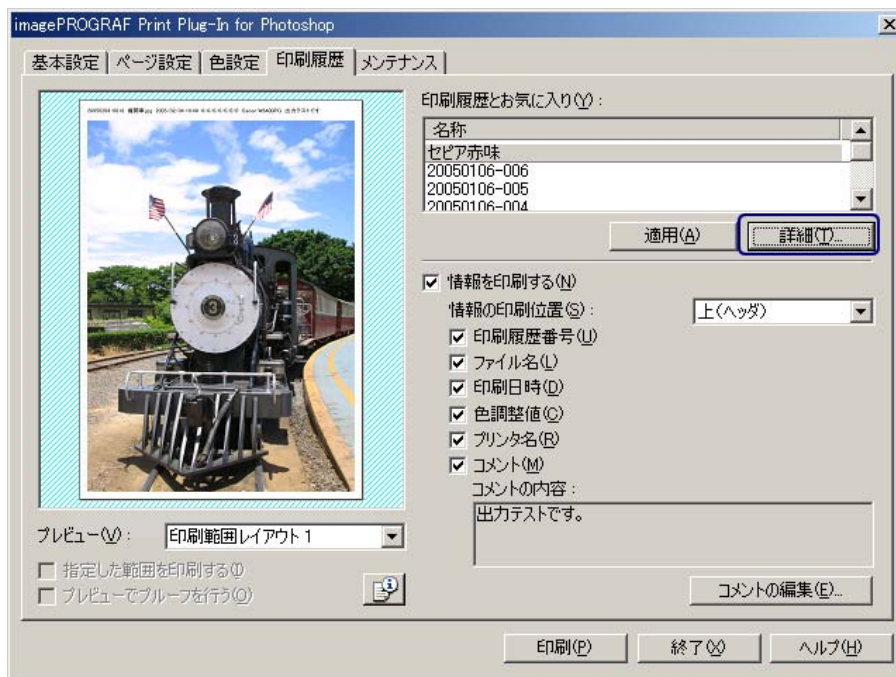 imagePROGRAF Print Plug-In for Photoshop
基本設定 ページ設定 色設定 印刷履歴 メンテナンス
印刷履歴とお気に入り(Y):
名称
セピア赤味
20050106-006
20050106-005
20050106-004
適用(A) 詳細(T)...
情報を印刷する(N)
情報の印刷位置(S): 上(ヘッダ)
印刷履歴番号(U)
ファイル名(L)
印刷日時(D)
色調整値(C)
プリンタ名(R)
コメント(M)
コメントの内容:
出力テストです。
コメントの編集(E)...
3
プレビュー(V): 印刷範囲レイアウト 1
指定した範囲を印刷する(I)
プレビューでプルーフを行う(O)
印刷(P) 終了(X) ヘルプ(H)